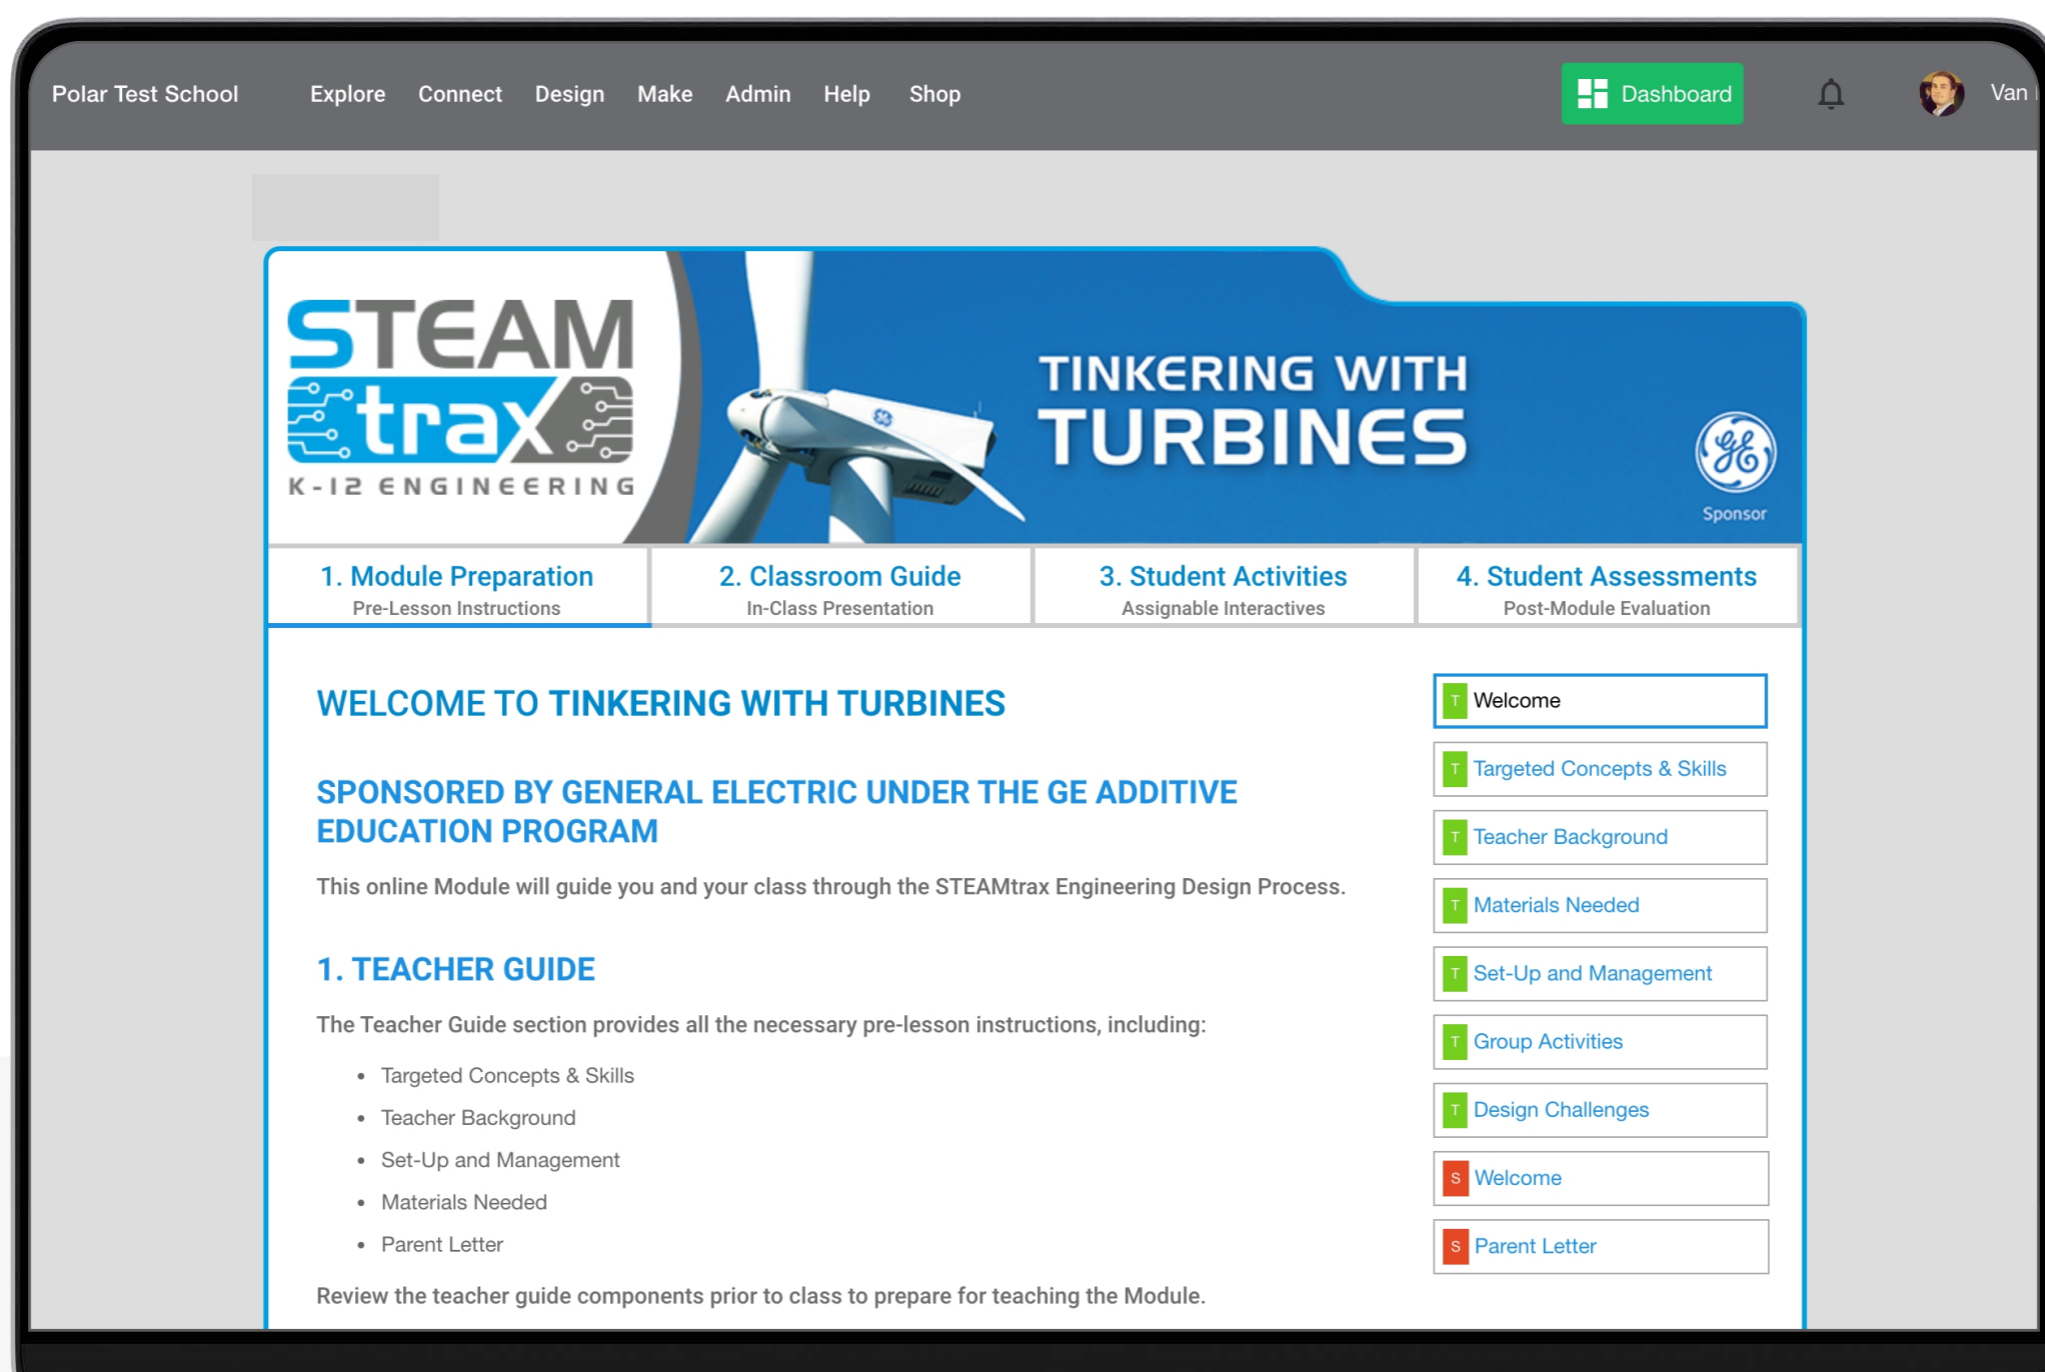 Polar Test School Explore Connect Design Make Admin Help Shop Dashboard Van
STEAM
trax
K-12 ENGINEERING
TINKERING WITH
TURBINES
GE
Sponsor
1. Module Preparation
Pre-Lesson Instructions
2. Classroom Guide
In-Class Presentation
3. Student Activities
Assignable Interactives
4. Student Assessments
Post-Module Evaluation
WELCOME TO TINKERING WITH TURBINES
SPONSORED BY GENERAL ELECTRIC UNDER THE GE ADDITIVE
EDUCATION PROGRAM
This online Module will guide you and your class through the STEAMtrax Engineering Design Process.
1. TEACHER GUIDE
The Teacher Guide section provides all the necessary pre-lesson instructions, including:
• Targeted Concepts & Skills
• Teacher Background
• Set-Up and Management
• Materials Needed
• Parent Letter
Review the teacher guide components prior to class to prepare for teaching the Module.
T Welcome
T Targeted Concepts & Skills
T Teacher Background
T Materials Needed
T Set-Up and Management
T Group Activities
T Design Challenges
S Welcome
S Parent Letter